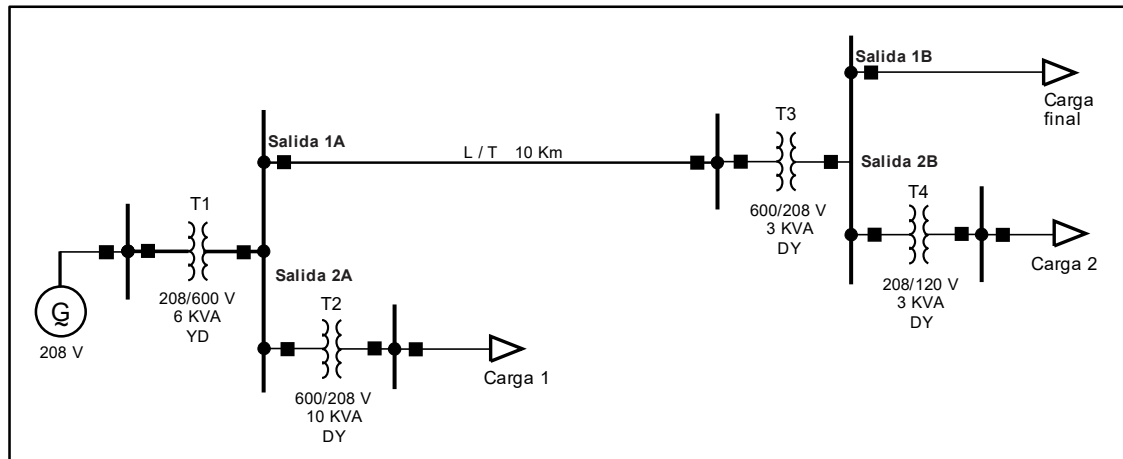 Salida 1B
Carga
final
T3
Salida 1A
L / T 10 Km
Salida 2B
T4
T1
600/208 V
3 KVA
DY
Salida 2A
Carga 2
T2
208/120 V
3 KVA
DY
208/600 V
6 KVA
YD
G
~
208 V
Carga 1
600/208 V
10 KVA
DY